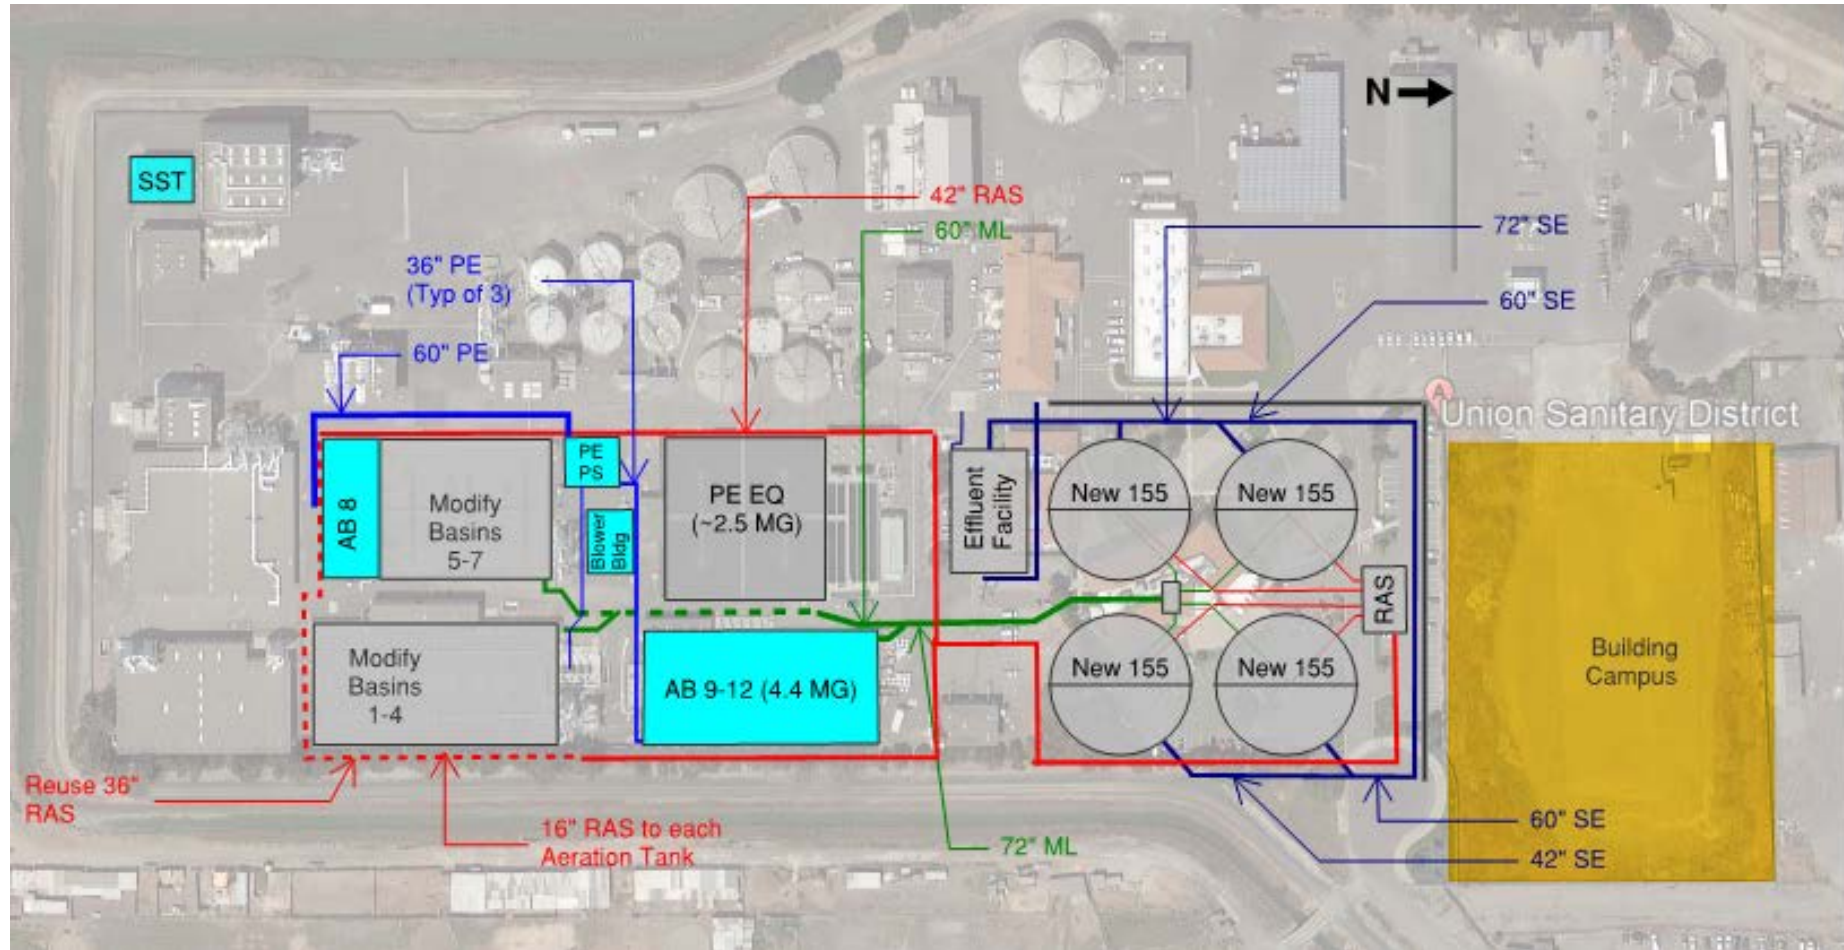 N
SST
42" RAS
60" ML
72" SE
36" PE
(Typ of 3)
60" SE
60" PE
A
Union Sanitary District
PE
PS
AB 8
Modify
Basins
5-7
PE EQ
(~2.5 MG)
Effluent
Facility
New 155
New 155
Blower
Bldg
RAS
Modify
Basins
1-4
AB 9-12 (4.4 MG)
New 155
New 155
Building
Campus
Reuse 36"
RAS
16" RAS to each
Aeration Tank
72" ML
60" SE
42" SE